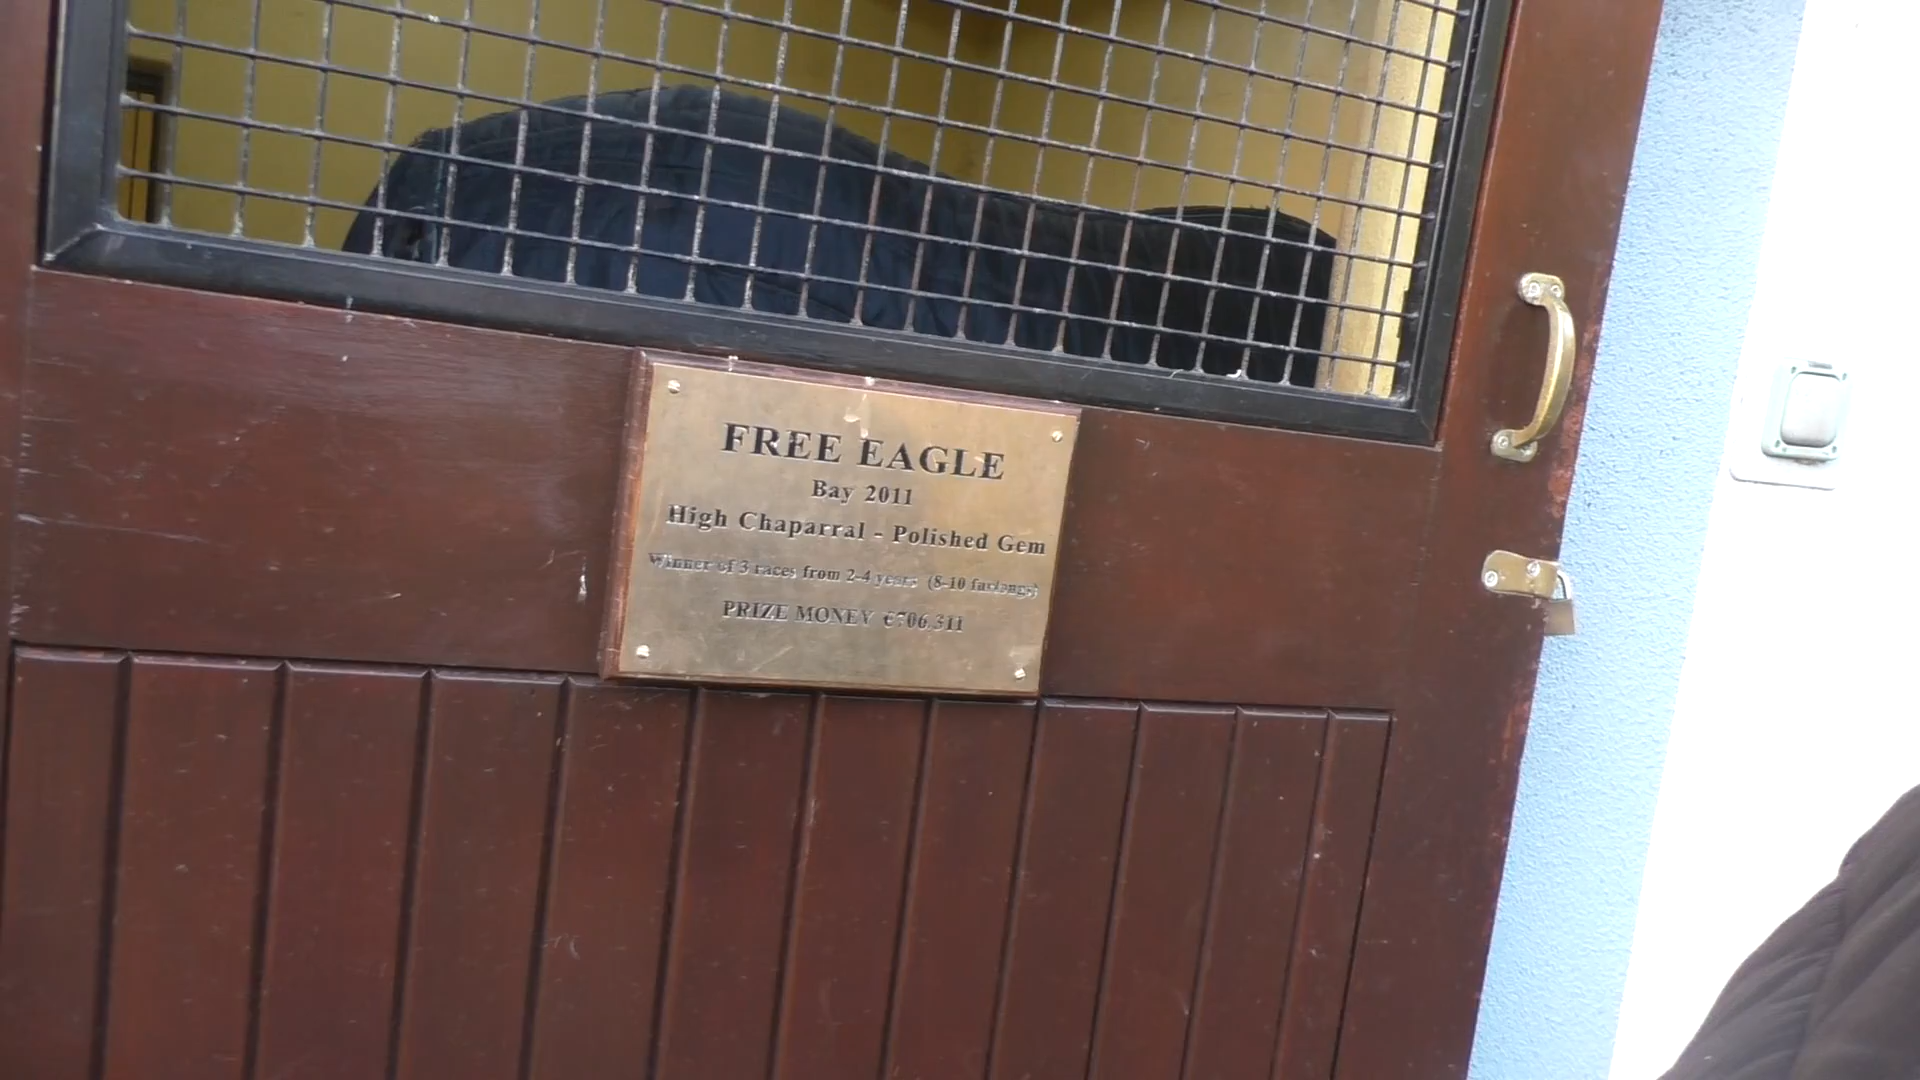 FREE EAGLE
Bay 2011
High Chaparral - Polished Gem
Winner of 3 races from 2-4 years (8-10 furlongs)
PRIZE MONEY €706,311